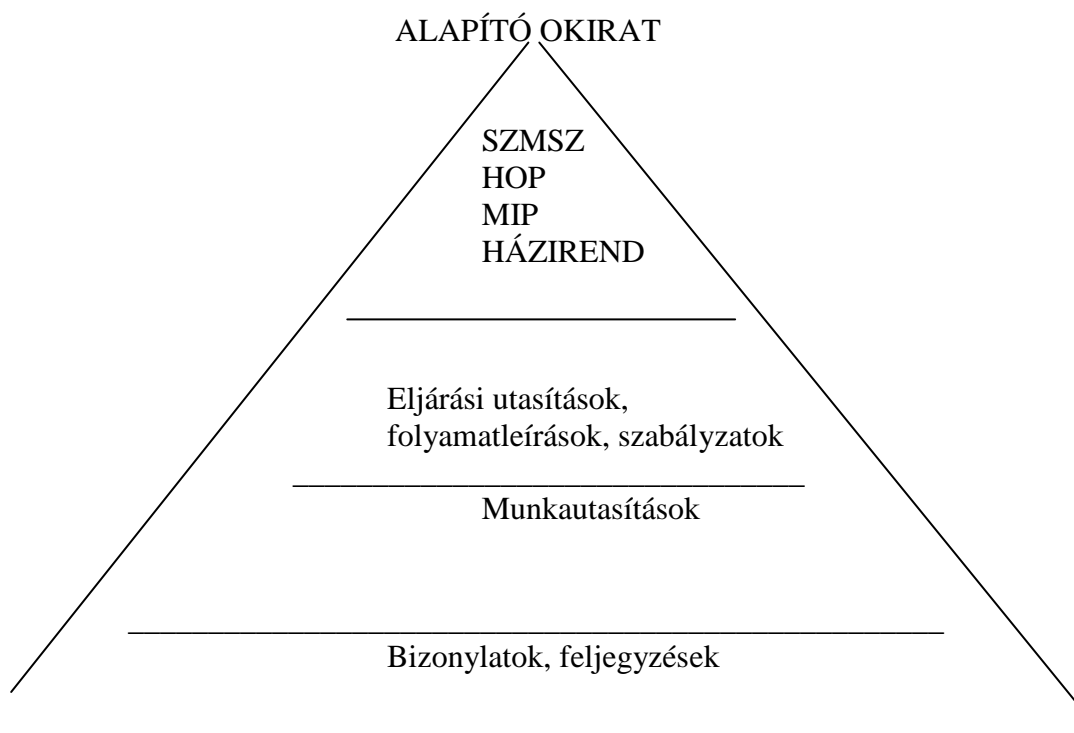 ALAPÍTÓ OKIRAT
SZMSZ
HOP
MIP
HÁZIREND
Eljárási utasítások,
folyamatleírások, szabályzatok
Munkautasítások
Bizonylatok, feljegyzések